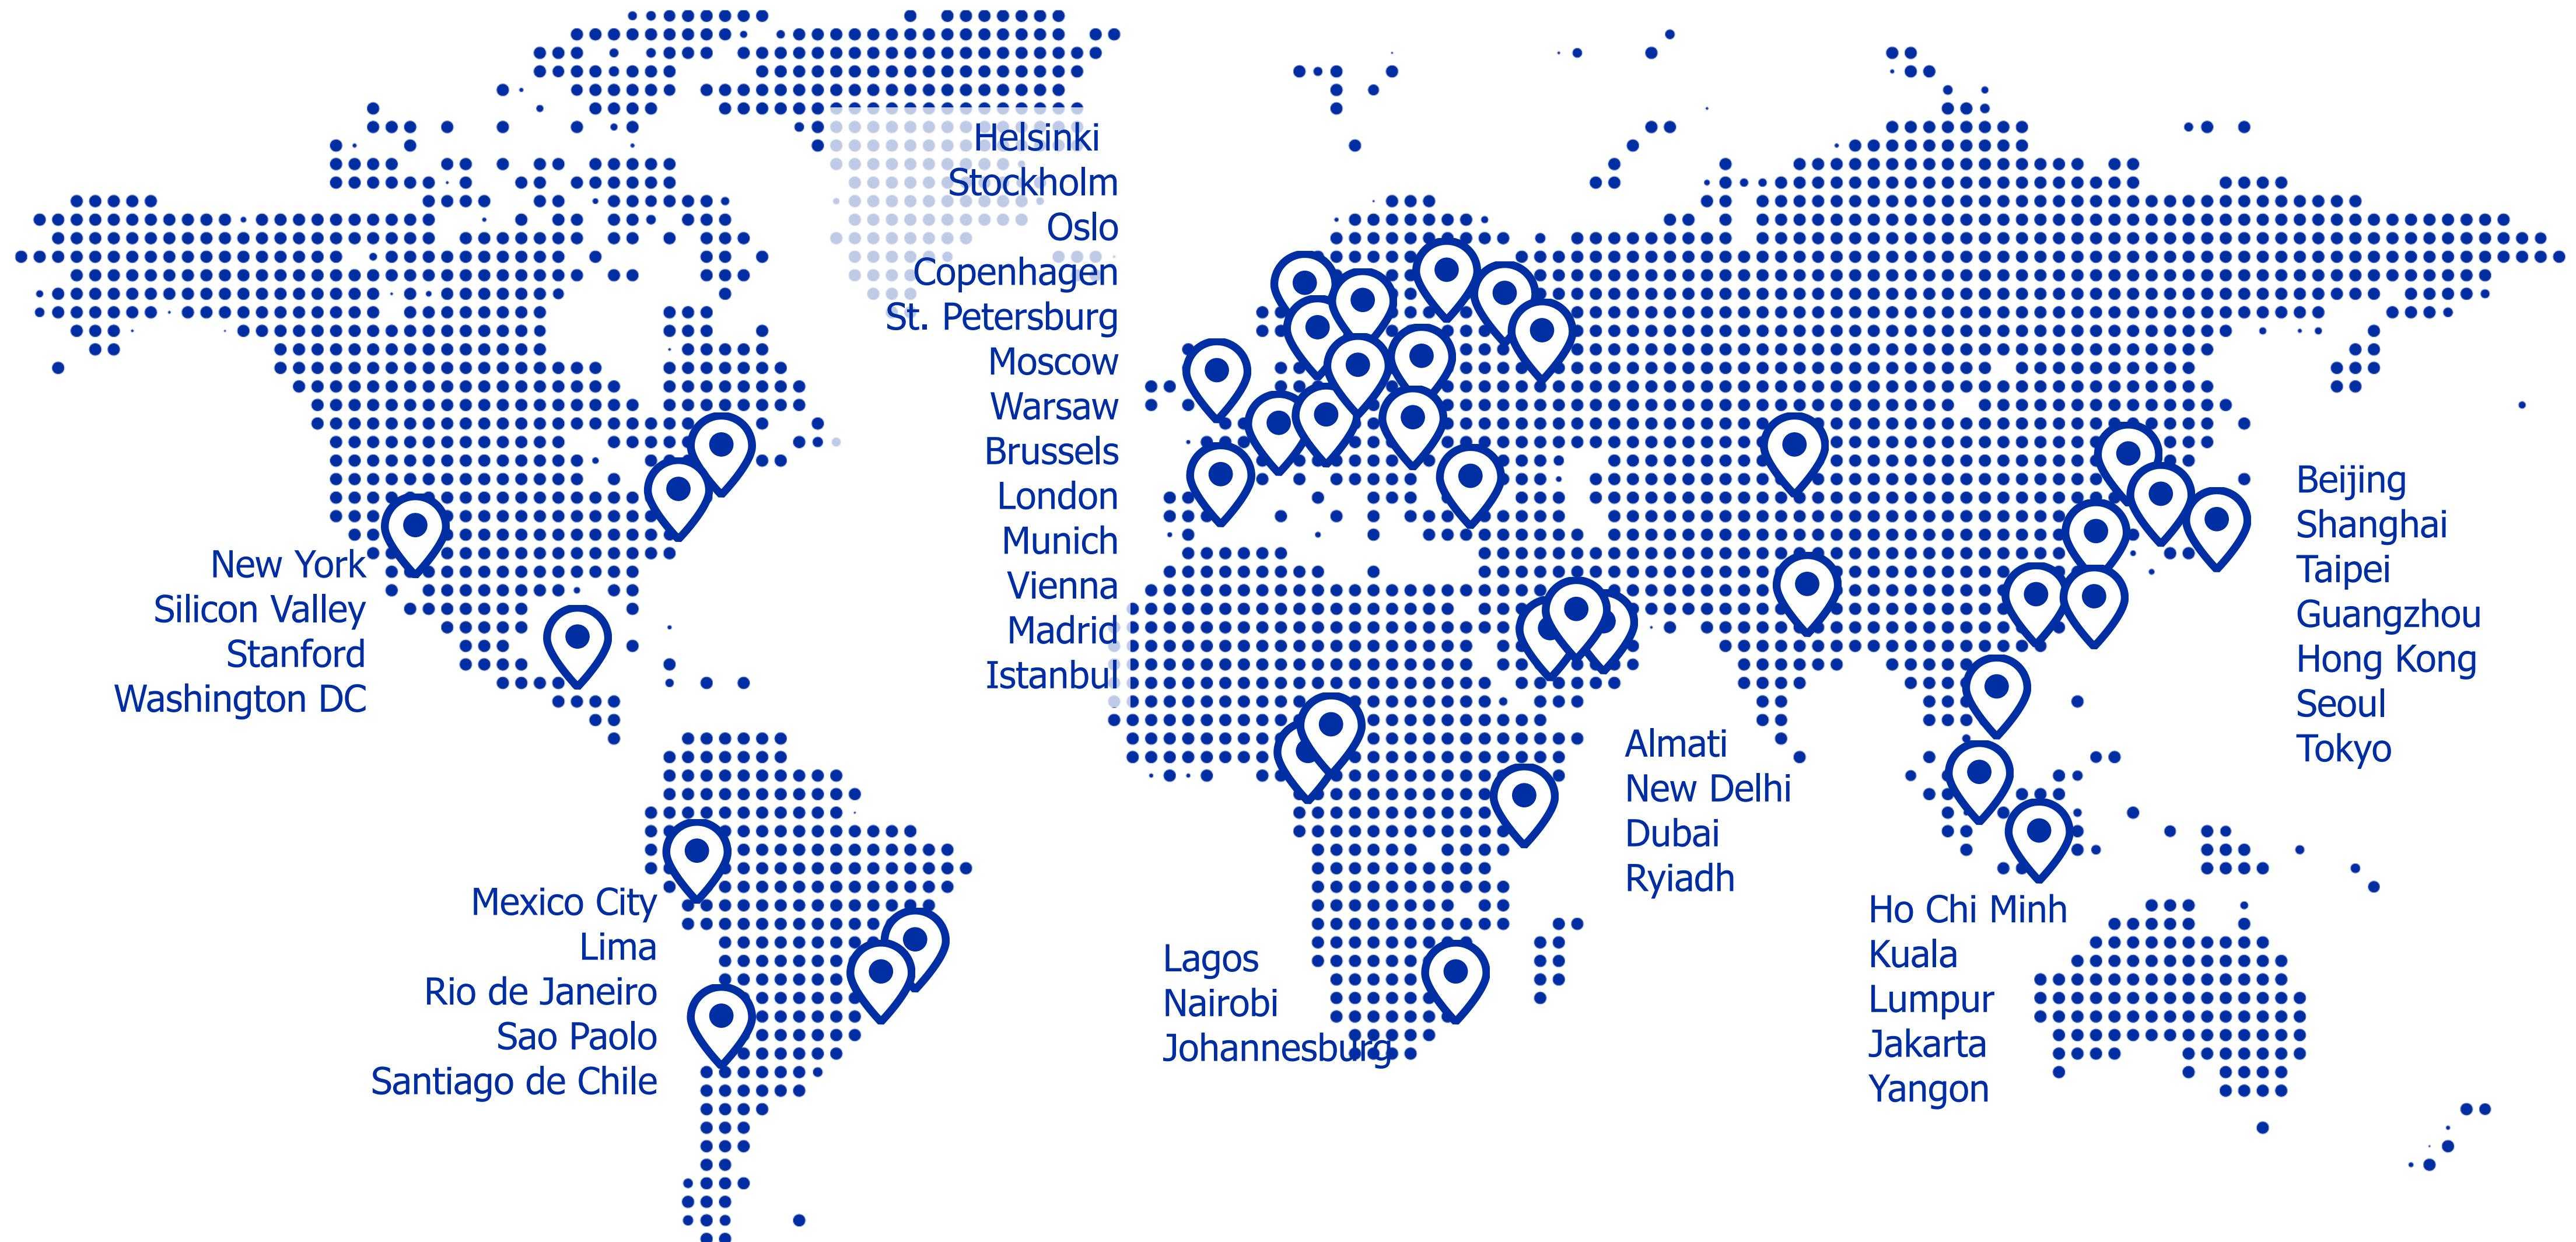 Helsinki
Stockholm
Oslo
Copenhagen
St. Petersburg
Moscow
Warsaw
Brussels
London
Munich
Vienna
Madrid
Istanbul
New York
Silicon Valley
Stanford
Washington DC
Mexico City
Lima
Rio de Janeiro
Sao Paolo
Santiago de Chile
Lagos
Nairobi
Johannesburg
Almati
New Delhi
Dubai
Ryiadh
Ho Chi Minh
Kuala
Lumpur
Jakarta
Yangon
Beijing
Shanghai
Taipei
Guangzhou
Hong Kong
Seoul
Tokyo